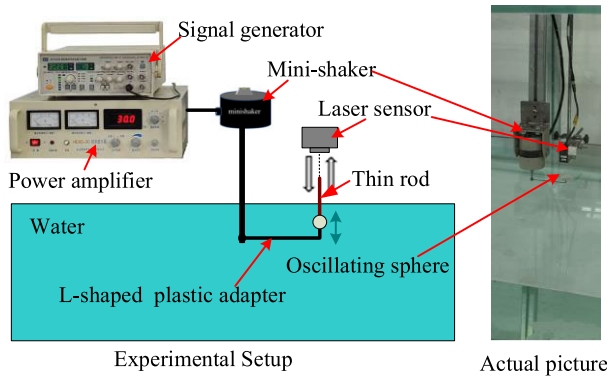 Signal generator
Mini-shaker
minishaker
Laser sensor
30.0
Power amplifier
Thin rod
Water
Oscillating sphere
L-shaped plastic adapter
Experimental Setup
Actual picture